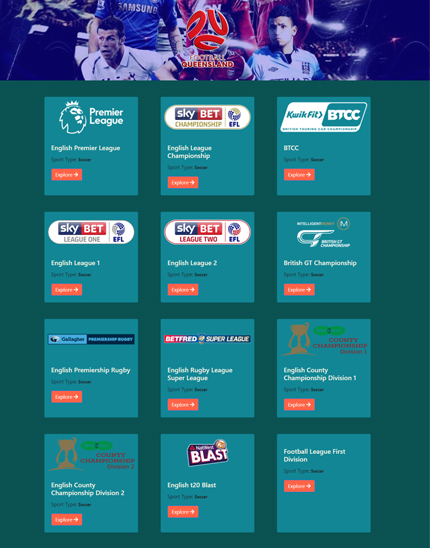 FOOTBALL
QUEENSLAND
Premier
League
English Premier League
Sport Type: Soccer
Explore →
sky BET
CHAMPIONSHIP EFL
English League
Championship
Sport Type: Soccer
Explore →
KwikFit BTCC
BRITISH TOURING CAR CHAMPIONSHIP
BTCC
Sport Type: Soccer
Explore →
sky BET
LEAGUE ONE EFL
English League 1
Sport Type: Soccer
Explore →
sky BET
LEAGUE TWO EFL
English League 2
Sport Type: Soccer
Explore →
INTELLIGENT MONEY M
BRITISH GT
CHAMPIONSHIP
British GT Championship
Sport Type: Soccer
Explore →
Gallagher PREMIERSHIP RUGBY
English Premiership Rugby
Sport Type: Soccer
Explore →
BETFRED SUPER LEAGUE
English Rugby League
Super League
Sport Type: Soccer
Explore →
COUNTY
CHAMPIONSHIP
Division 1
English County
Championship Division 1
Sport Type: Soccer
Explore →
COUNTY
CHAMPIONSHIP
Division 2
English County
Championship Division 2
Sport Type: Soccer
Explore →
BLAST
English t20 Blast
Sport Type: Soccer
Explore →
Football League First
Division
Sport Type: Soccer
Explore →